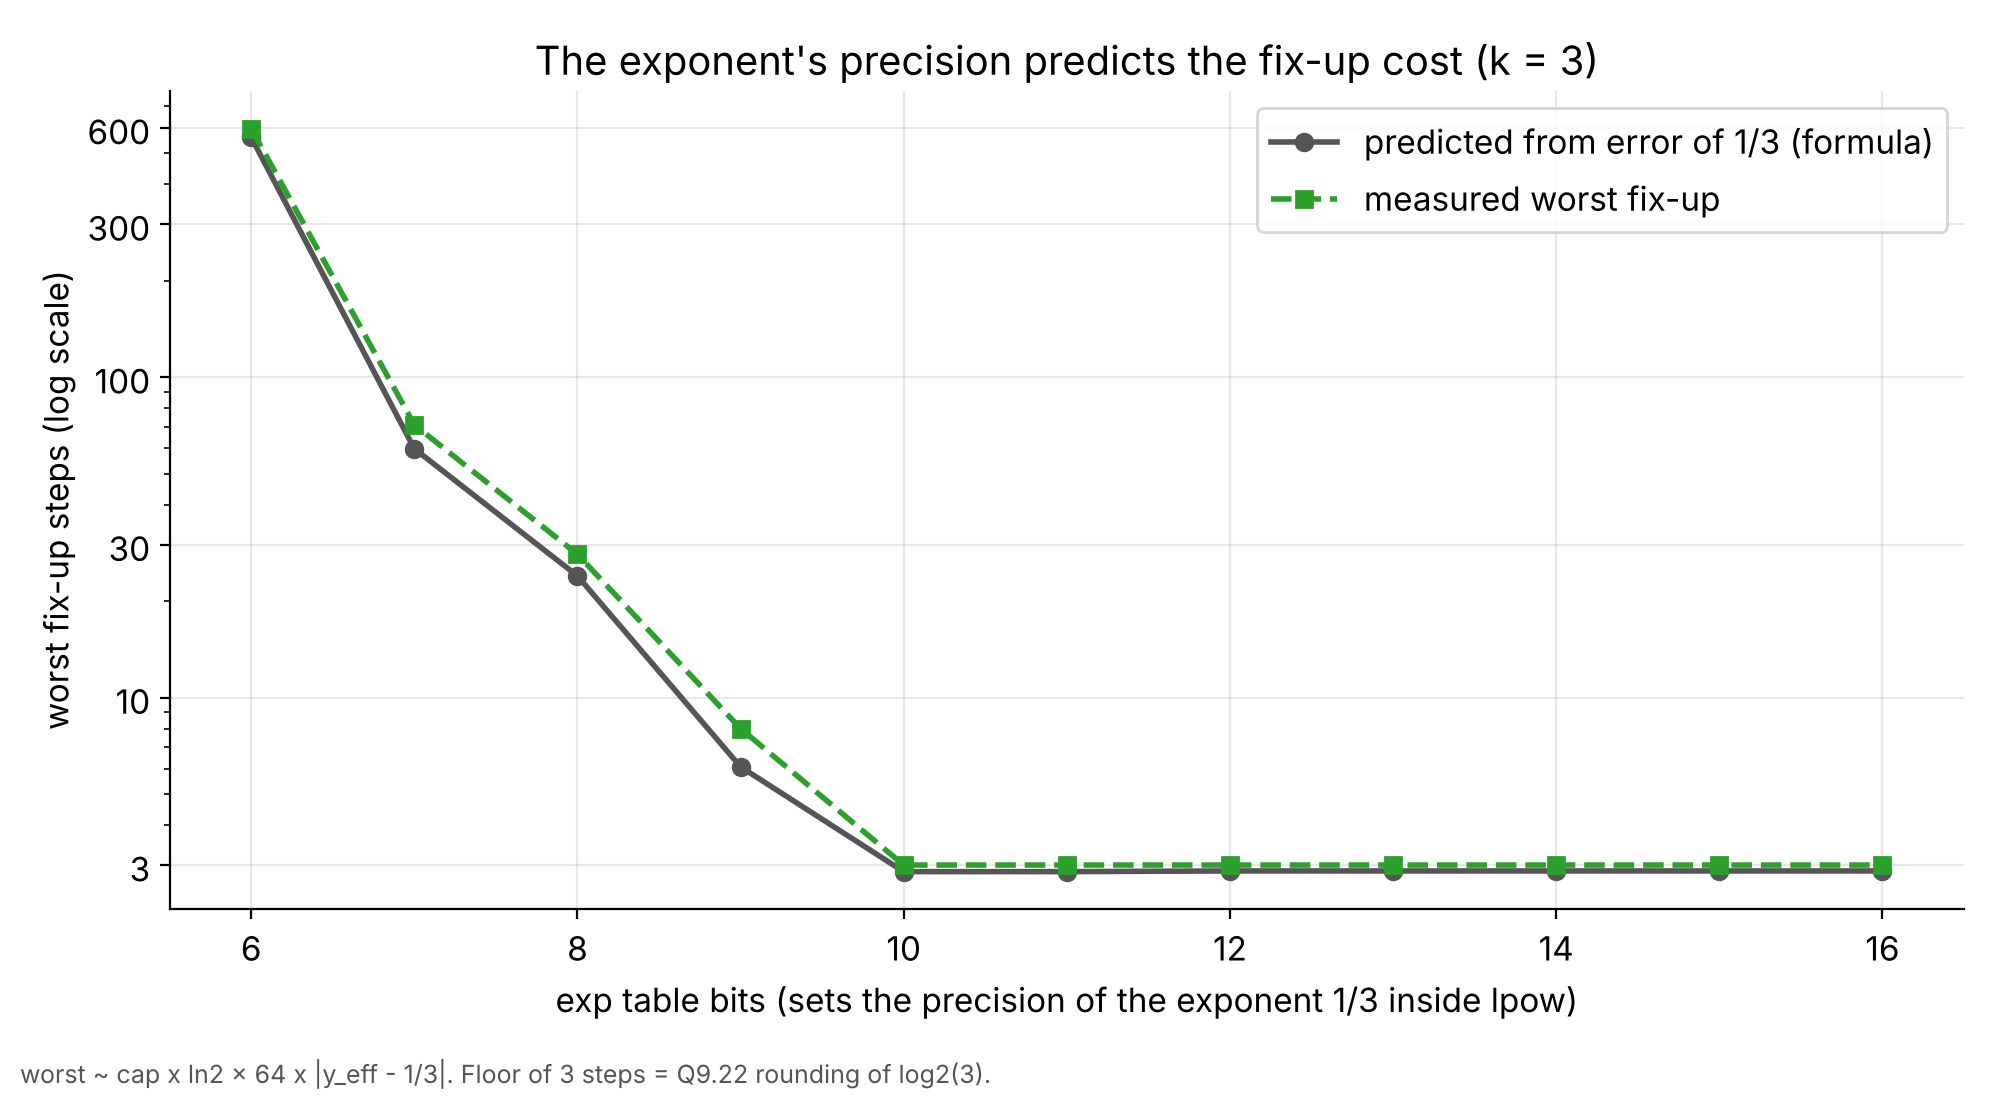 The exponent's precision predicts the fix-up cost (k = 3)
predicted from error of 1/3 (formula)
measured worst fix-up
worst fix-up steps (log scale)
600
300
100
30
10
3
6 8 10 12 14 16
exp table bits (sets the precision of the exponent 1/3 inside lpow)
worst ~ cap x ln2 × 64 x |y_eff - 1/3|. Floor of 3 steps = Q9.22 rounding of log2(3).